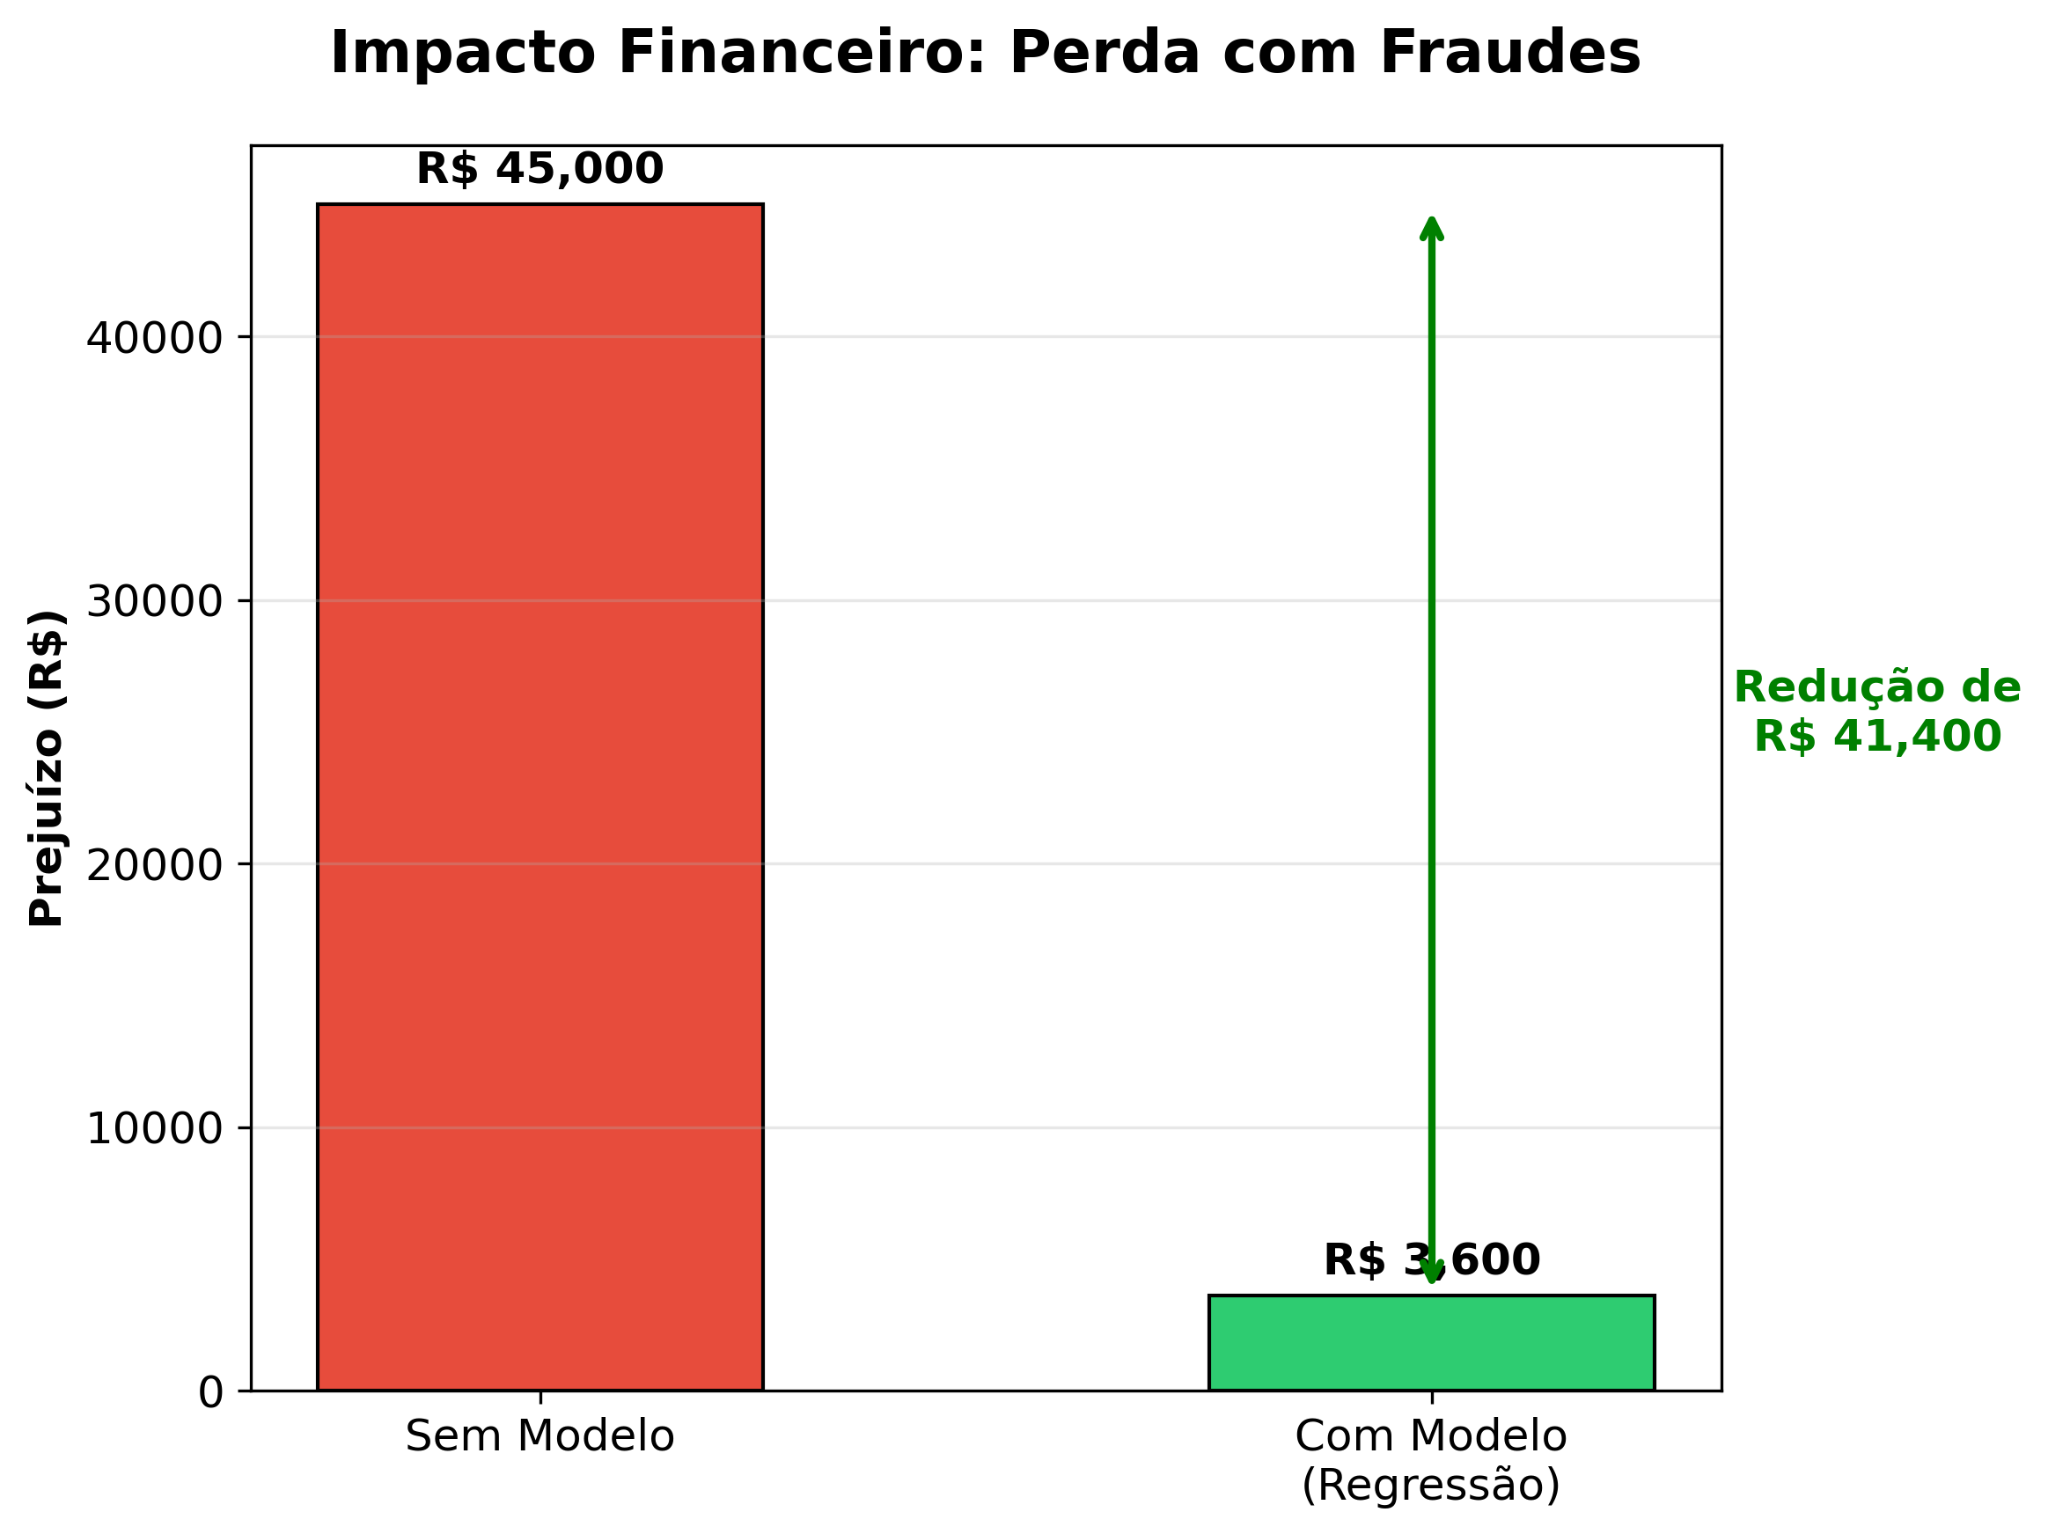 Impacto Financeiro: Perda com Fraudes
R$ 45,000
40000
30000
20000
10000
0
Prejuízo (R$)
Redução de
R$ 41,400
R$ 3,600
Sem Modelo
Com Modelo
(Regressão)